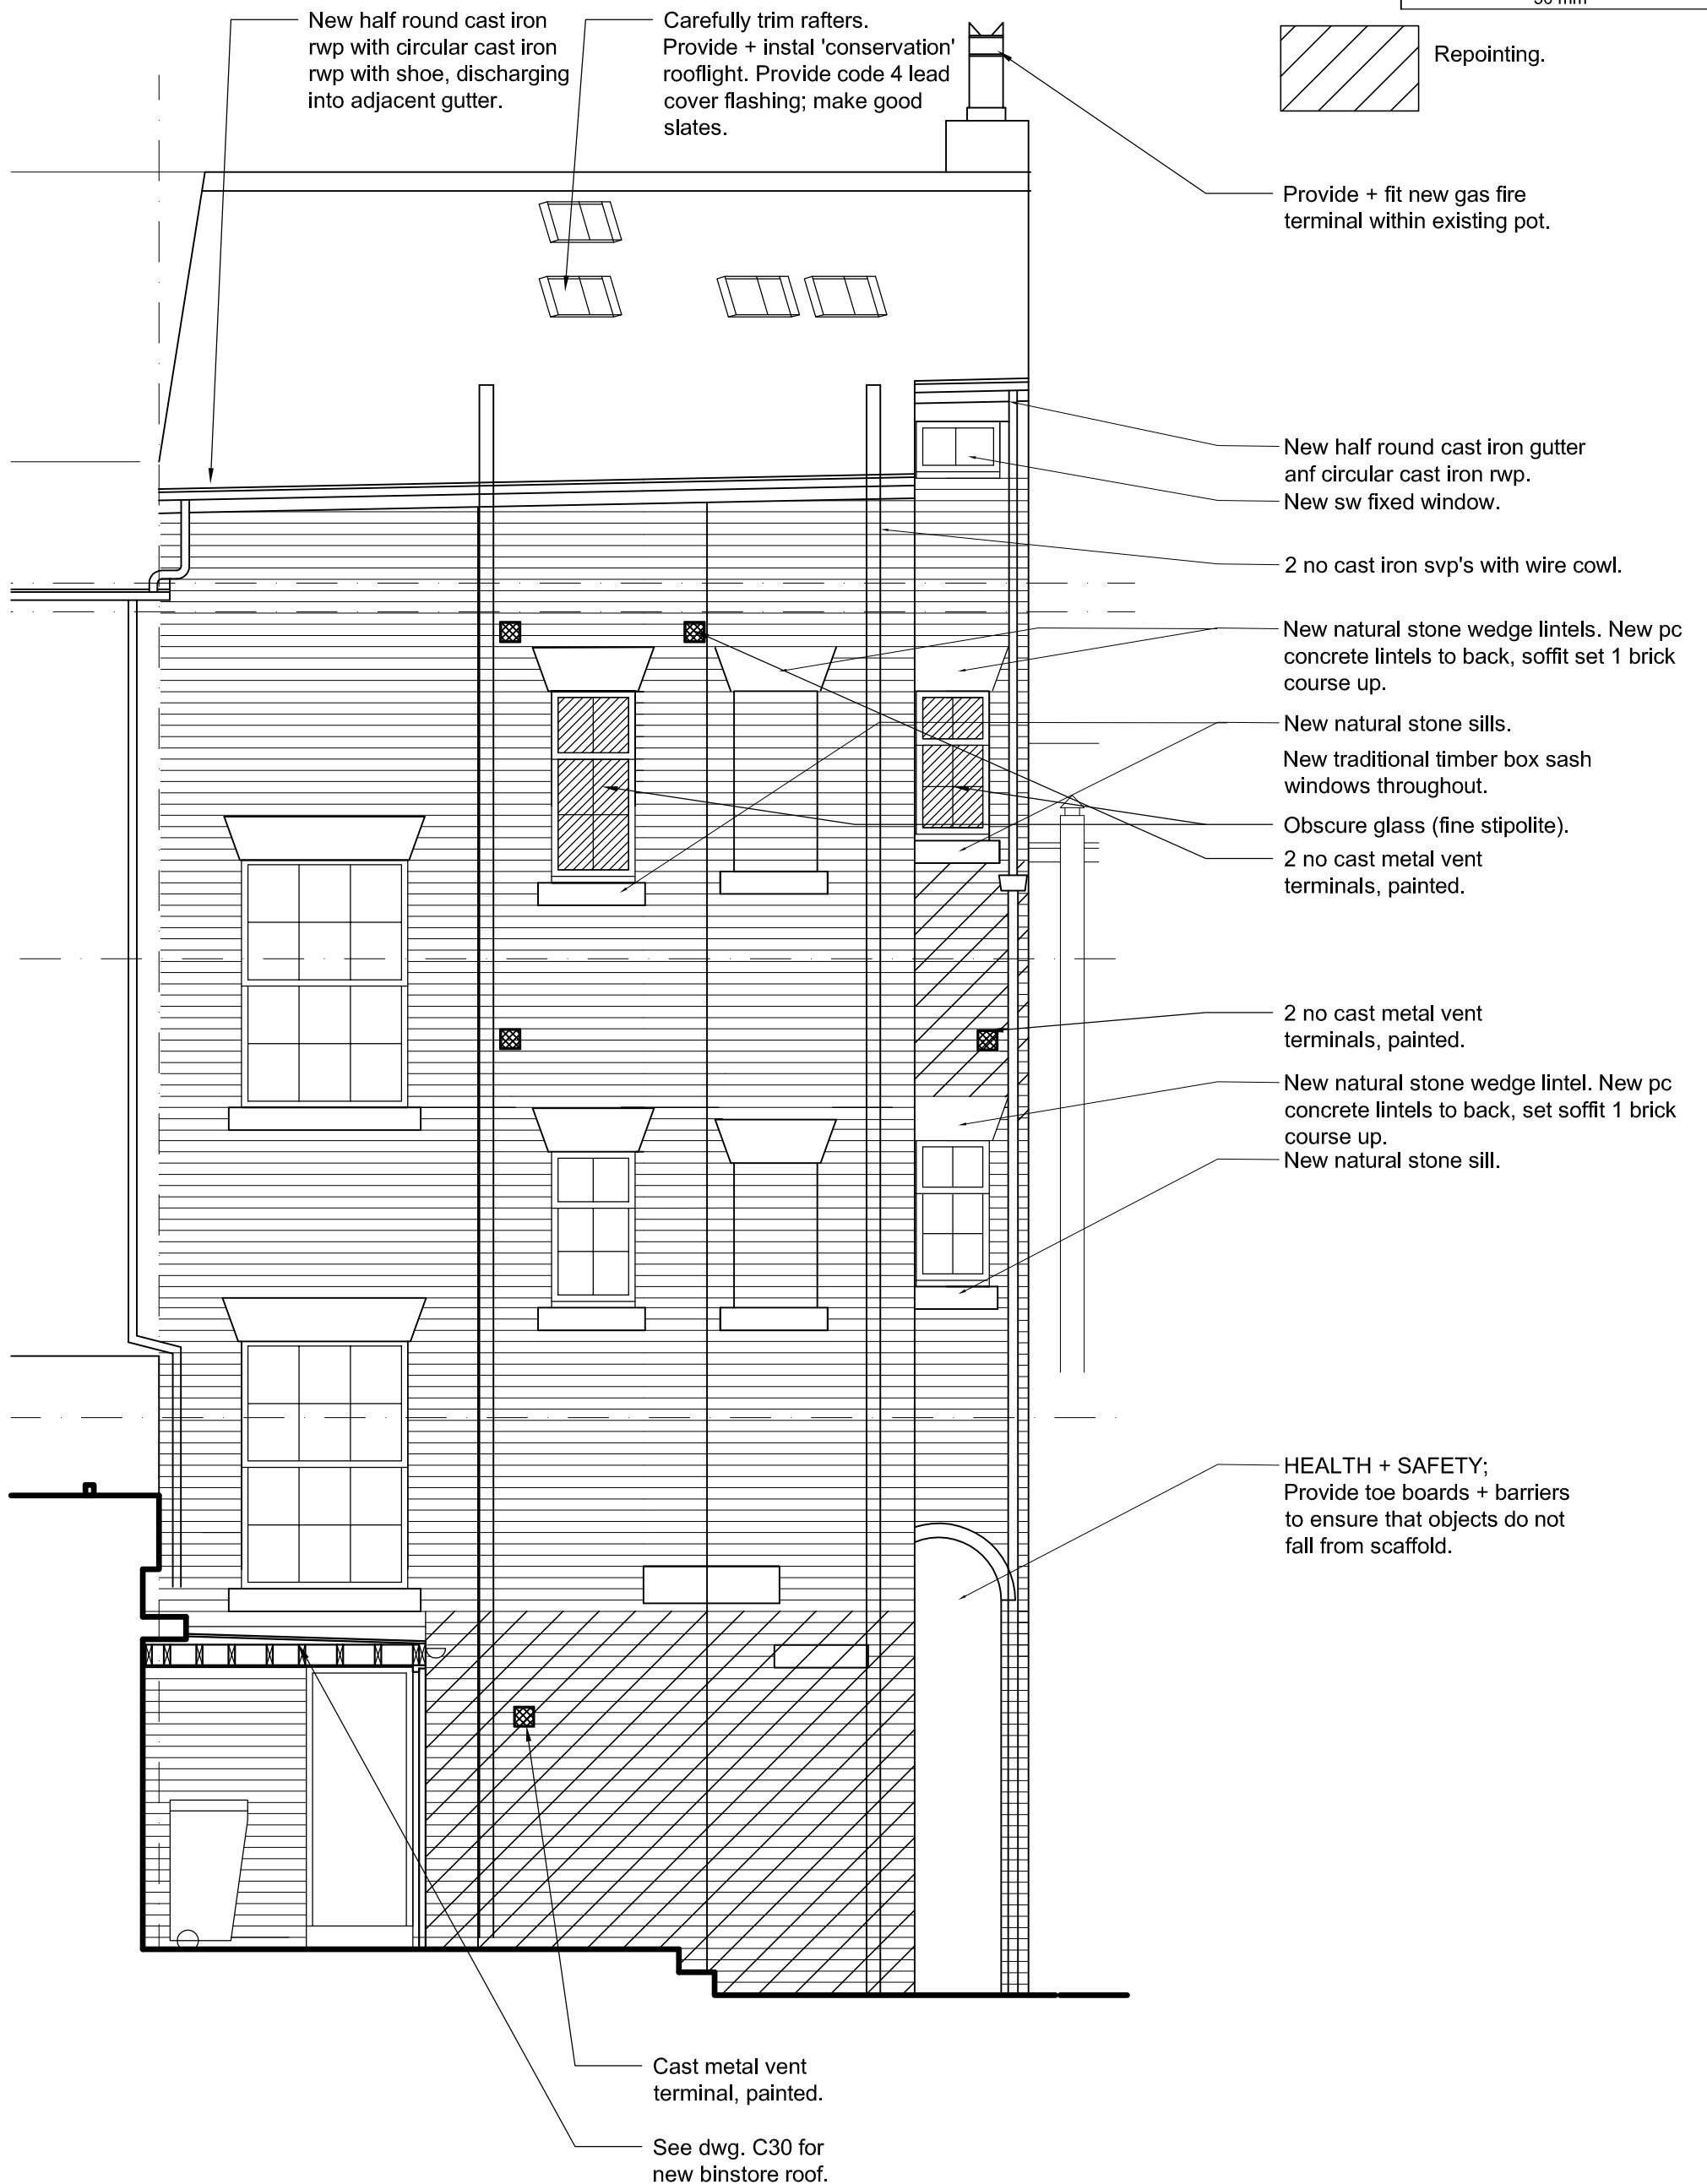 New half round cast iron
rwp with circular cast iron
rwp with shoe, discharging
into adjacent gutter.
Carefully trim rafters.
Provide + instal 'conservation'
rooflight. Provide code 4 lead
cover flashing; make good
slates.
Repointing.
Provide + fit new gas fire
terminal within existing pot.
New half round cast iron gutter
anf circular cast iron rwp.
New sw fixed window.
2 no cast iron svp's with wire cowl.
New natural stone wedge lintels. New pc
concrete lintels to back, soffit set 1 brick
course up.
New natural stone sills.
New traditional timber box sash
windows throughout.
Obscure glass (fine stipolite).
2 no cast metal vent
terminals, painted.
2 no cast metal vent
terminals, painted.
New natural stone wedge lintel. New pc
concrete lintels to back, set soffit 1 brick
course up.
New natural stone sill.
HEALTH + SAFETY;
Provide toe boards + barriers
to ensure that objects do not
fall from scaffold.
Cast metal vent
terminal, painted.
See dwg. C30 for
new binstore roof.